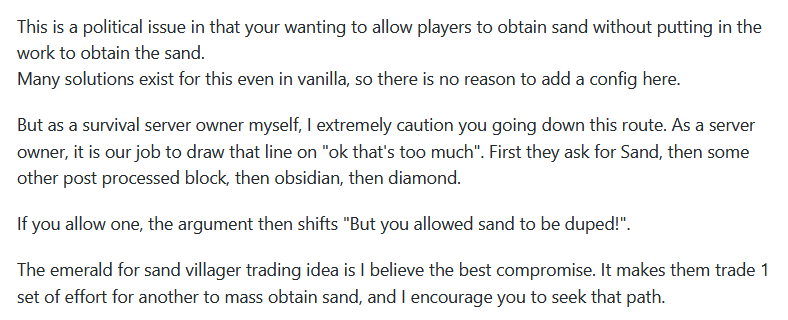 This is a political issue in that your wanting to allow players to obtain sand without putting in the
work to obtain the sand.
Many solutions exist for this even in vanilla, so there is no reason to add a config here.
But as a survival server owner myself, I extremely caution you going down this route. As a server
owner, it is our job to draw that line on "ok that's too much". First they ask for Sand, then some
other post processed block, then obsidian, then diamond.
If you allow one, the argument then shifts "But you allowed sand to be duped!".
The emerald for sand villager trading idea is I believe the best compromise. It makes them trade 1
set of effort for another to mass obtain sand, and I encourage you to seek that path.